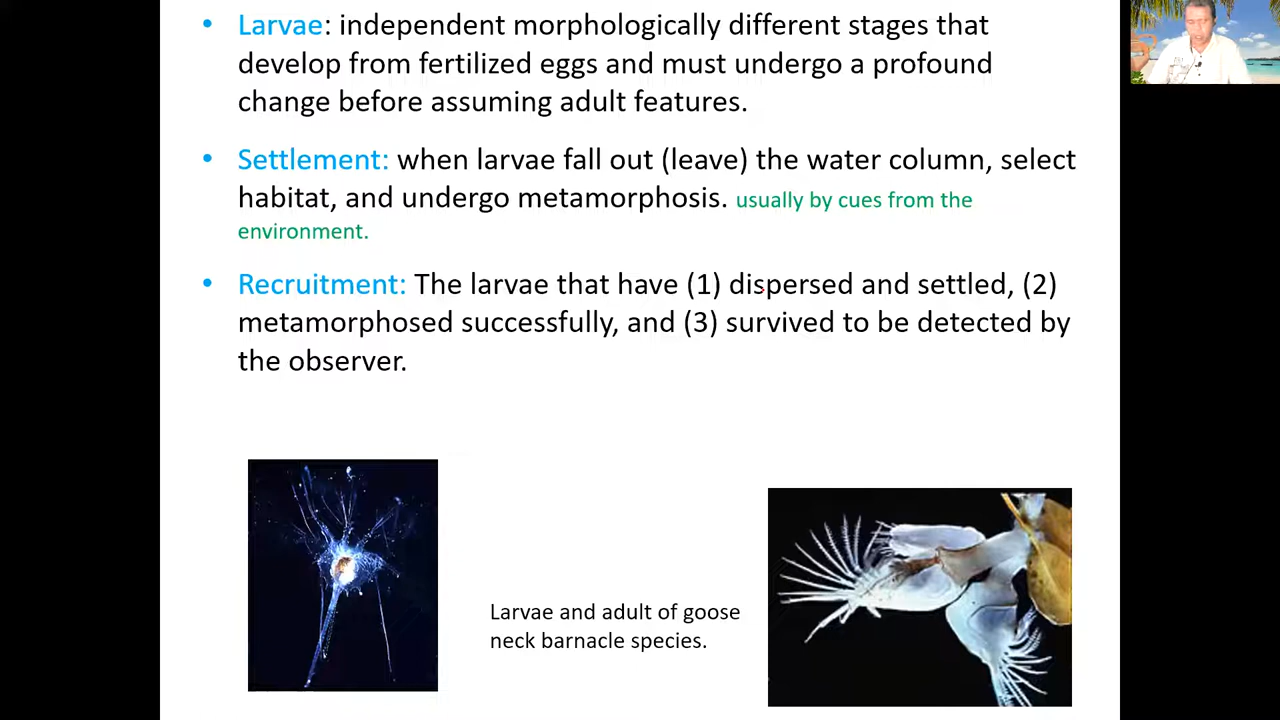 • Larvae: independent morphologically different stages that
develop from fertilized eggs and must undergo a profound
change before assuming adult features.
• Settlement: when larvae fall out (leave) the water column, select
habitat, and undergo metamorphosis. usually by cues from the
environment.
• Recruitment: The larvae that have (1) dispersed and settled, (2)
metamorphosed successfully, and (3) survived to be detected by
the observer.
Larvae and adult of goose
neck barnacle species.